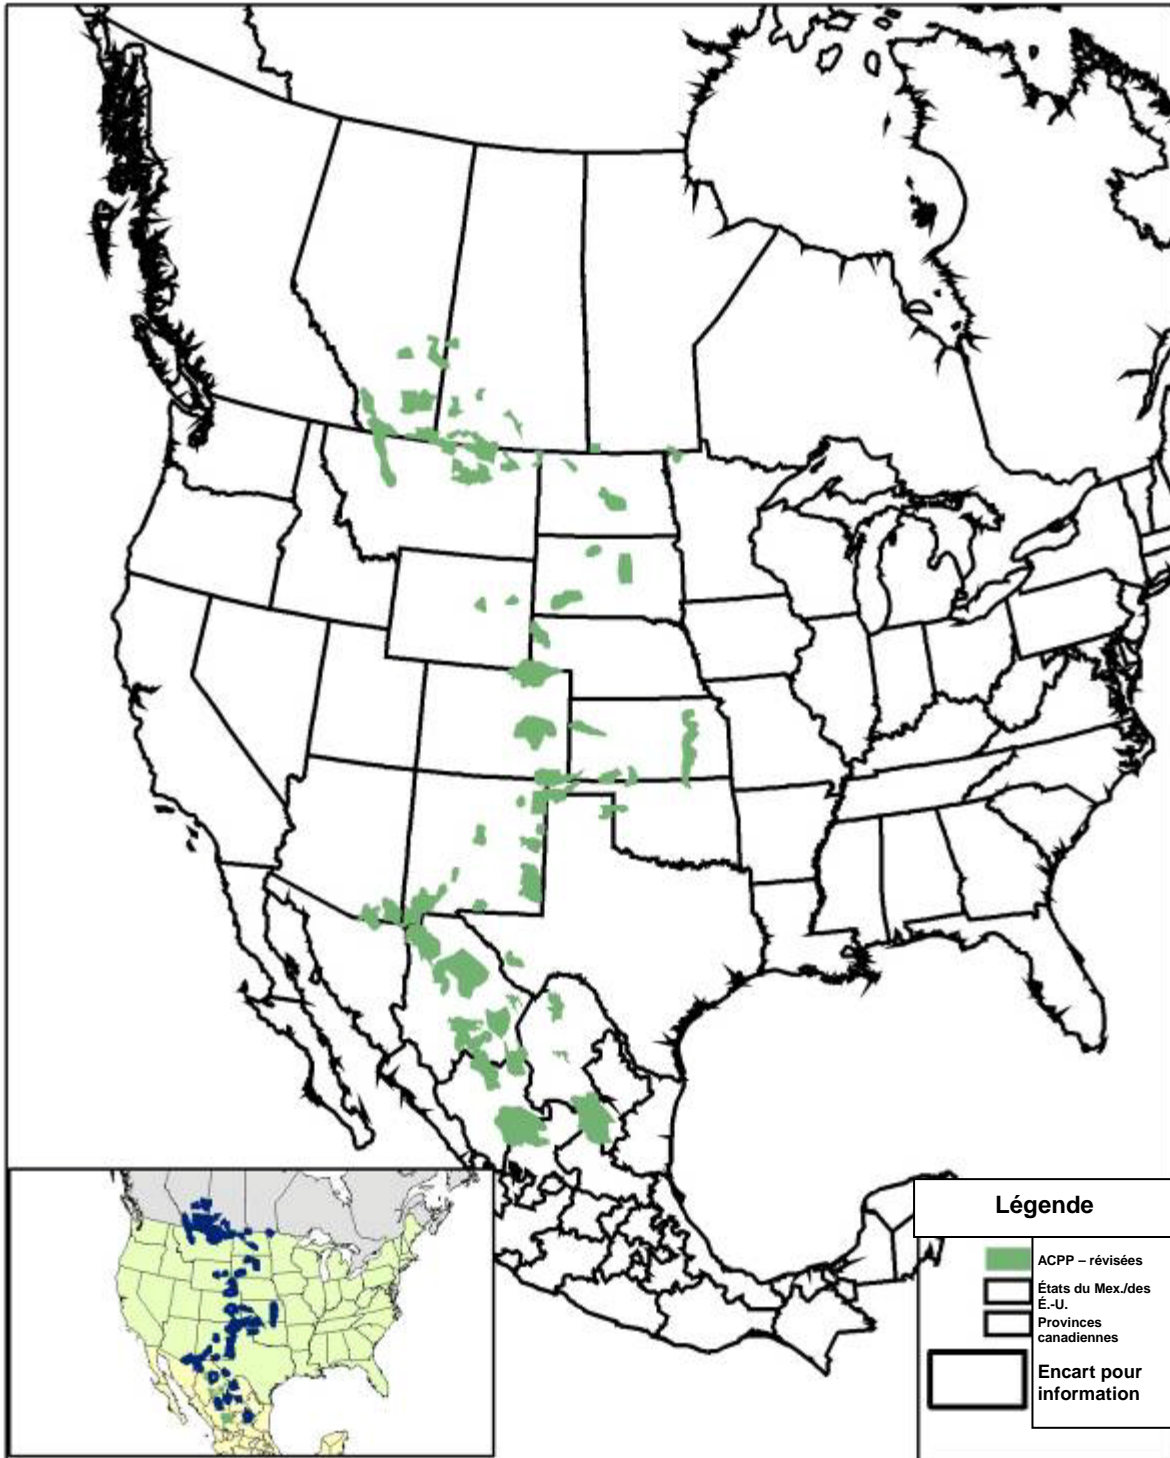 Légende
ACPP – révisées
États du Mex./des
É.-U.
Provinces
canadiennes
Encart pour
information